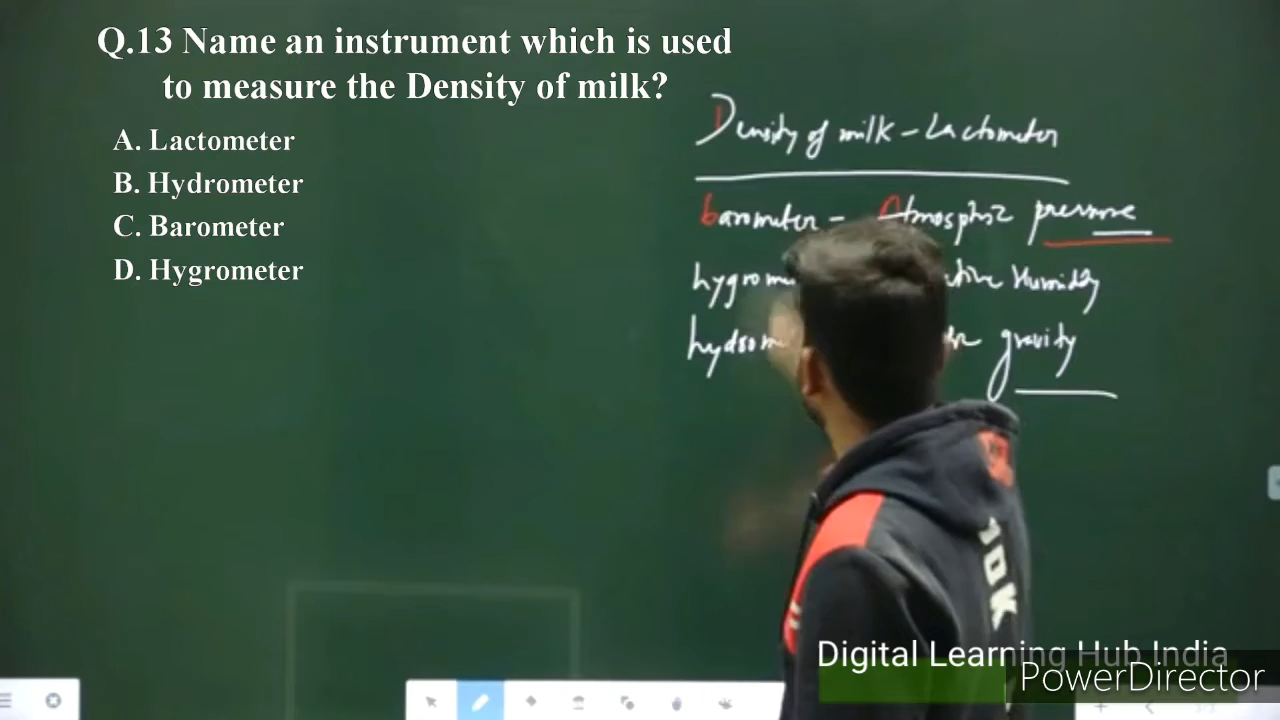 Q.13 Name an instrument which is used
to measure the Density of milk?
A. Lactometer
B. Hydrometer
C. Barometer
D. Hygrometer
Density of milk - Lactometer
barometer - pressure
Humidity
gravity
10K
Digital Learning Hub India
PowerDirector